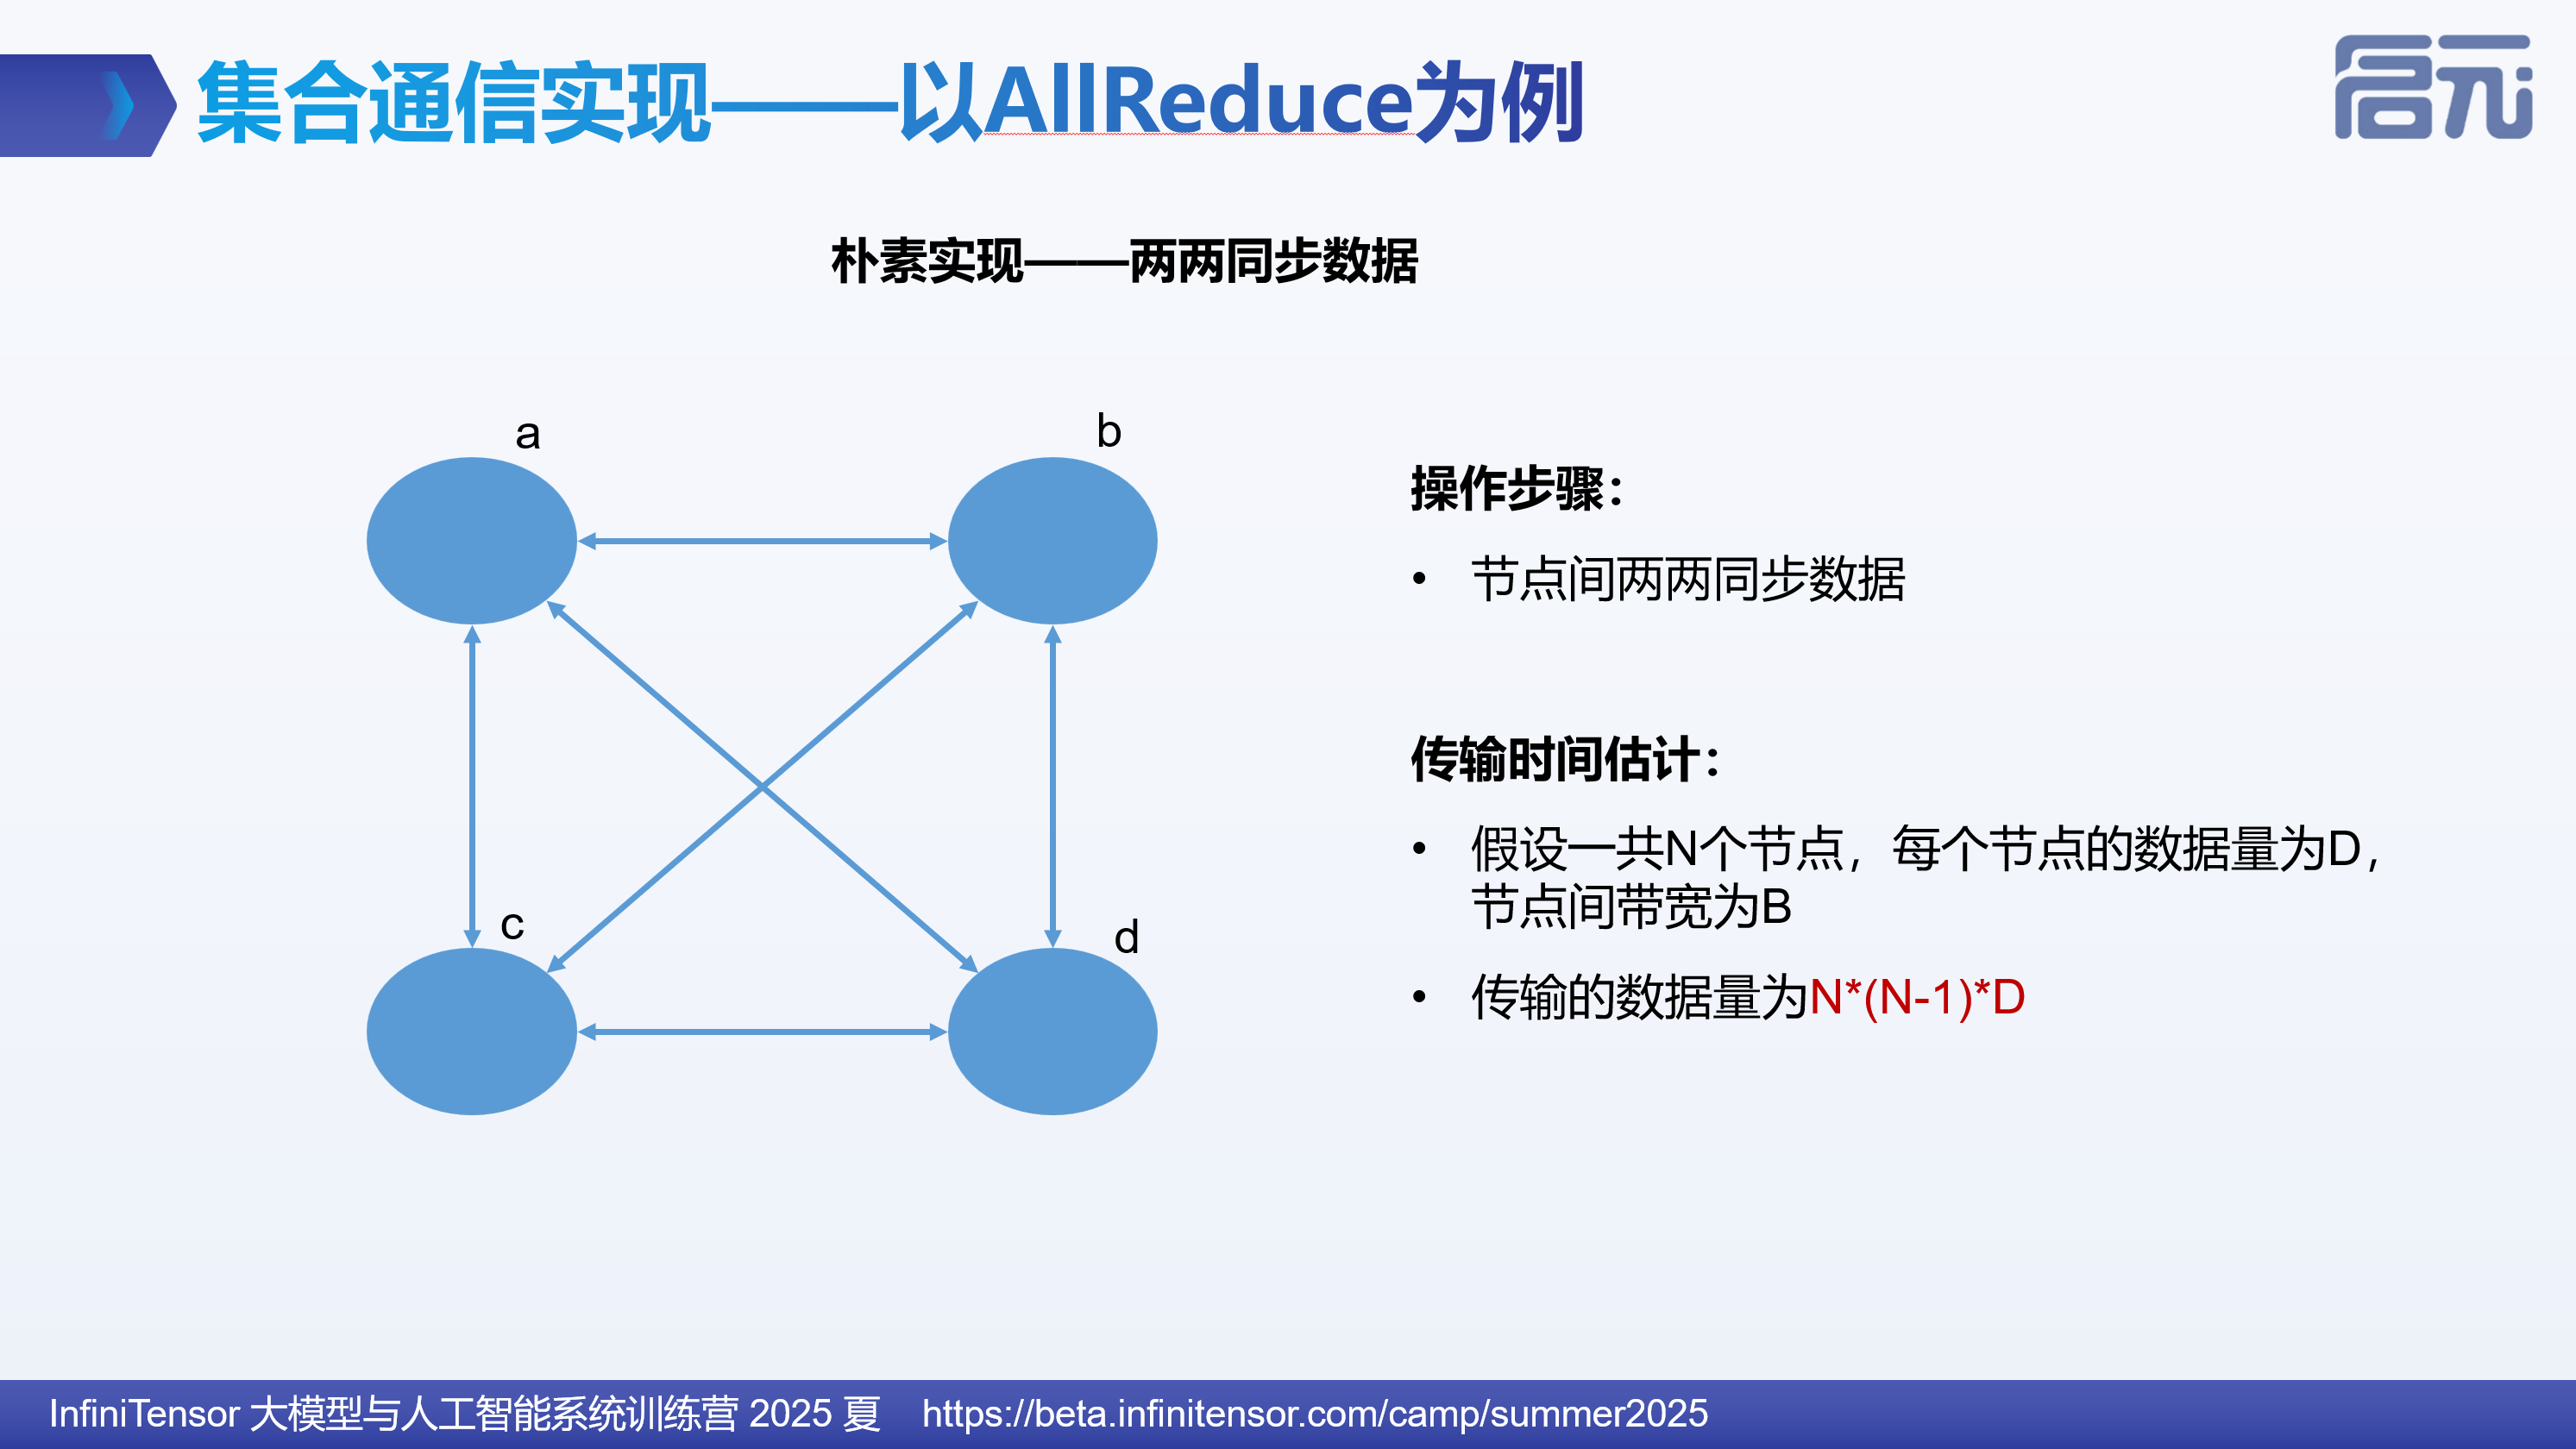 集合通信实现——以AllReduce为例
启元
朴素实现——两两同步数据
a
b
c
d
操作步骤：
• 节点间两两同步数据
传输时间估计：
• 假设一共N个节点，每个节点的数据量为D，
节点间带宽为B
• 传输的数据量为N*(N-1)*D
InfiniTensor 大模型与人工智能系统训练营 2025 夏 https://beta.infinitensor.com/camp/summer2025